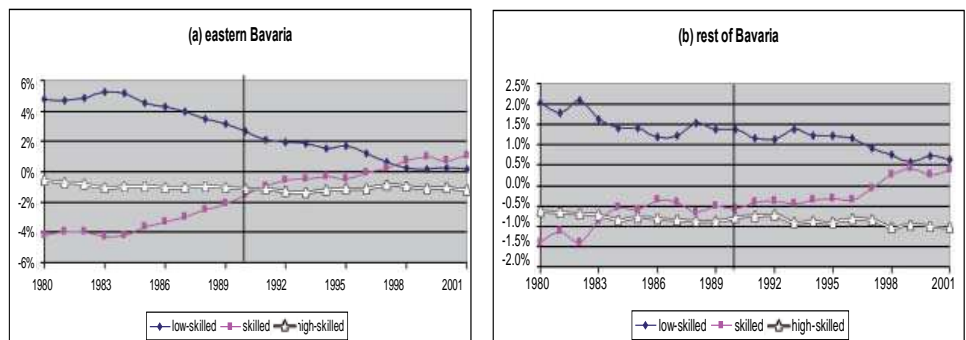 (a) eastern Bavaria
6%
4%
2%
0%
-2%
-4%
-6%
1980 1983 1986 1989 1992 1995 1998 2001
low-skilled skilled high-skilled
(b) rest of Bavaria
2.5%
2.0%
1.5%
1.0%
0.5%
0.0%
-0.5%
-1.0%
-1.5%
-2.0%
1980 1983 1986 1989 1992 1995 1998 2001
low-skilled skilled high-skilled